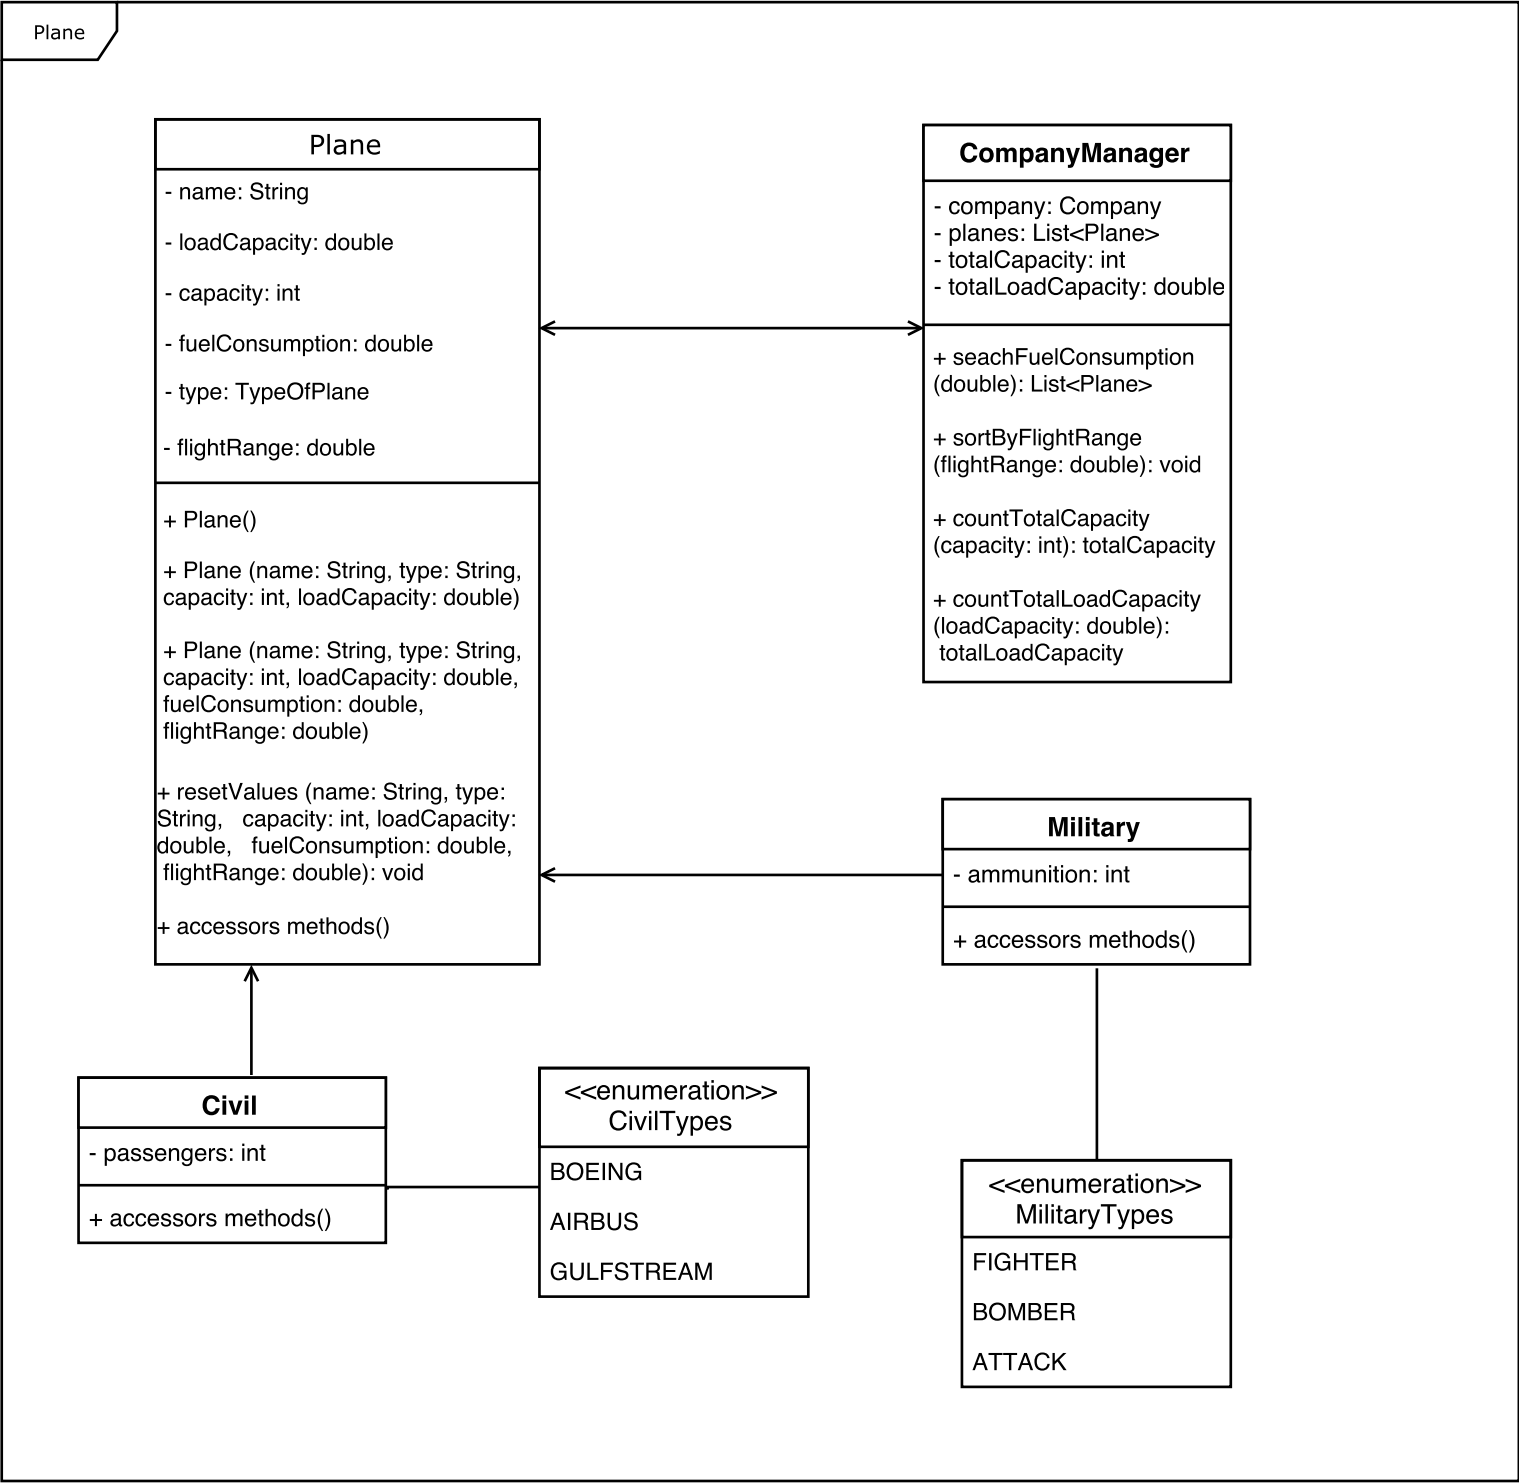 Plane
Plane
- name: String
- loadCapacity: double
- capacity: int
- fuelConsumption: double
- type: TypeOfPlane
- flightRange: double
+ Plane()
+ Plane (name: String, type: String,
capacity: int, loadCapacity: double)
+ Plane (name: String, type: String,
capacity: int, loadCapacity: double,
fuelConsumption: double,
flightRange: double)
+ resetValues (name: String, type:
String, capacity: int, loadCapacity:
double, fuelConsumption: double,
flightRange: double): void
+ accessors methods()
CompanyManager
- company: Company
- planes: List<Plane>
- totalCapacity: int
- totalLoadCapacity: double
+ seachFuelConsumption
(double): List<Plane>
+ sortByFlightRange
(flightRange: double): void
+ countTotalCapacity
(capacity: int): totalCapacity
+ countTotalLoadCapacity
(loadCapacity: double):
totalLoadCapacity
Military
- ammunition: int
+ accessors methods()
Civil
- passengers: int
+ accessors methods()
<<enumeration>>
CivilTypes
BOEING
AIRBUS
GULFSTREAM
<<enumeration>>
MilitaryTypes
FIGHTER
BOMBER
ATTACK